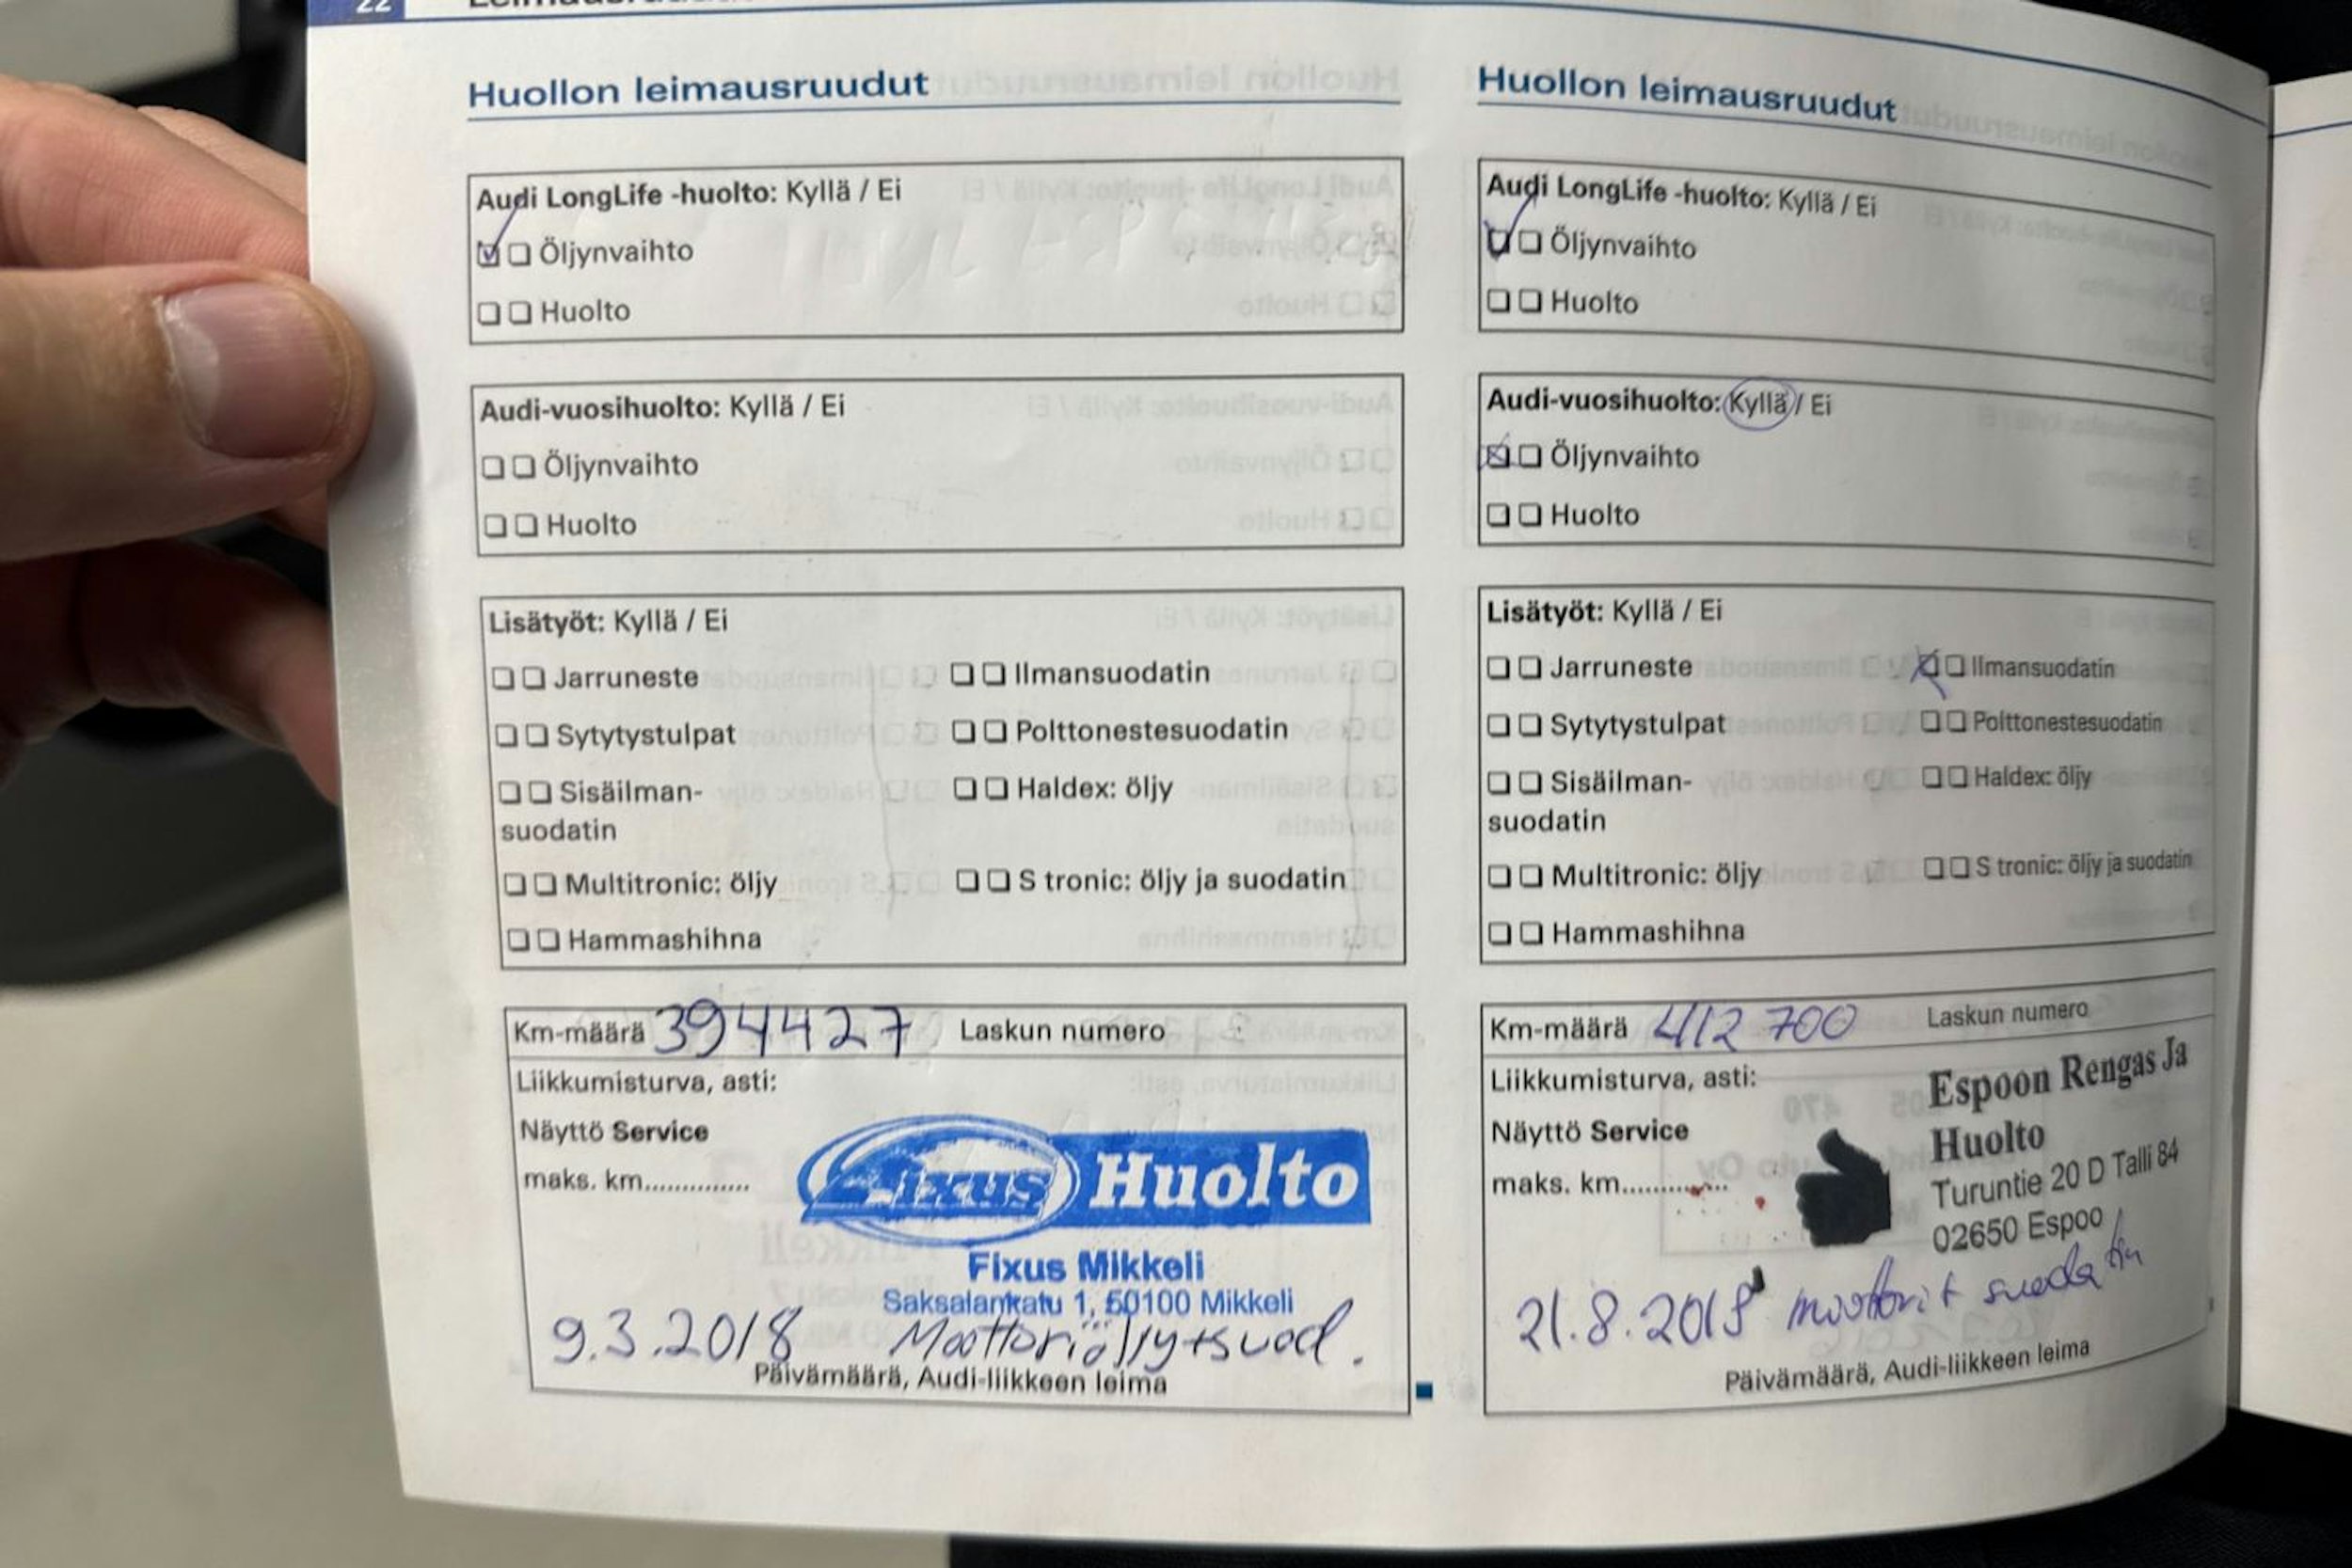 22
Huollon leimausruudut
Audi LongLife -huolto: Kyllä / Ei
Öljynvaihto
Huolto
Audi-vuosihuolto: Kyllä / Ei
Öljynvaihto
Huolto
Lisätyöt: Kyllä / Ei
Jarruneste
Ilmansuodatin
Sytytystulpat
Polttonestesuodatin
Sisäilman-
suodatin
Haldex: öljy
Multitronic: öljy
S tronic: öljy ja suodatin
Hammashihna
Km-määrä 394427 Laskun numero
Liikkumisturva, asti:
Näyttö Service
maks. km..............
Fixus Huolto
Fixus Mikkeli
Saksalankatu 1, 50100 Mikkeli
9.3.2018 Moottoriöljy+suod.
Päivämäärä, Audi-liikkeen leima
Huollon leimausruudut
Audi LongLife -huolto: Kyllä / Ei
Öljynvaihto
Huolto
Audi-vuosihuolto: Kyllä / Ei
Öljynvaihto
Huolto
Lisätyöt: Kyllä / Ei
Jarruneste
Ilmansuodatin
Sytytystulpat
Polttonestesuodatin
Sisäilman-
suodatin
Haldex: öljy
Multitronic: öljy
S tronic: öljy ja suodatin
Hammashihna
Km-määrä 412 700 Laskun numero
Liikkumisturva, asti:
Näyttö Service
maks. km..............
Espoon Rengas Ja
Huolto
Turuntie 20 D Talli 84
02650 Espoo
21.8.2018 suodatin
Päivämäärä, Audi-liikkeen leima